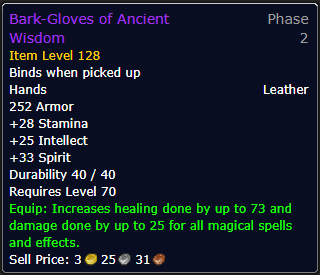 Bark-Gloves of Ancient Phase
Wisdom 2
Item Level 128
Binds when picked up
Hands Leather
252 Armor
+28 Stamina
+25 Intellect
+33 Spirit
Durability 40 / 40
Requires Level 70
Equip: Increases healing done by up to 73 and
damage done by up to 25 for all magical spells
and effects.
Sell Price: 3 25 31